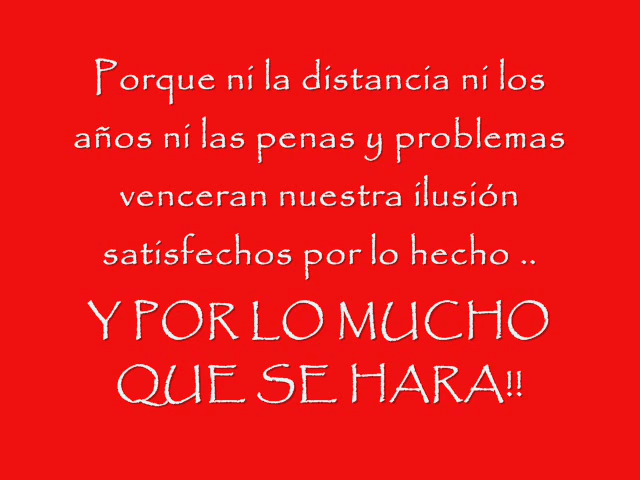 Porque ni la distancia ni los
años ni las penas y problemas
venceran nuestra ilusión
satisfechos por lo hecho ..
Y POR LO MUCHO
QUE SE HARA!!